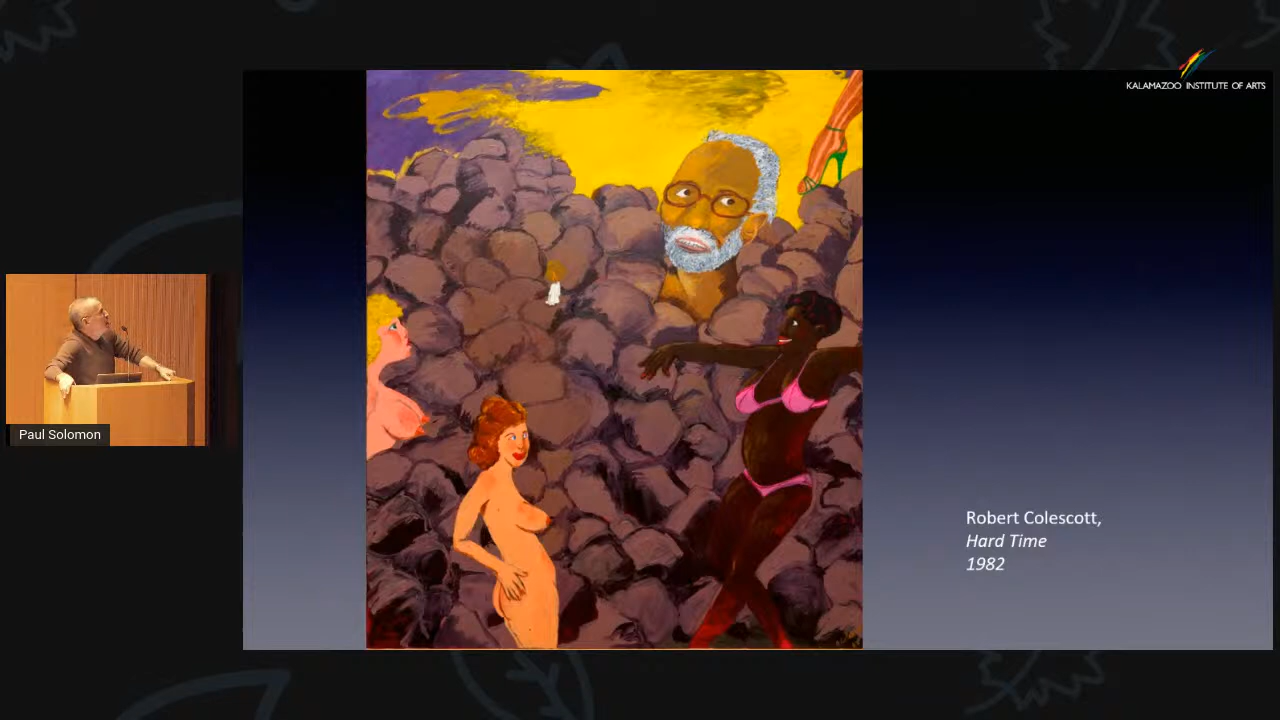 KALAMAZOO INSTITUTE OF ARTS
Paul Solomon
Robert Colescott,
Hard Time
1982